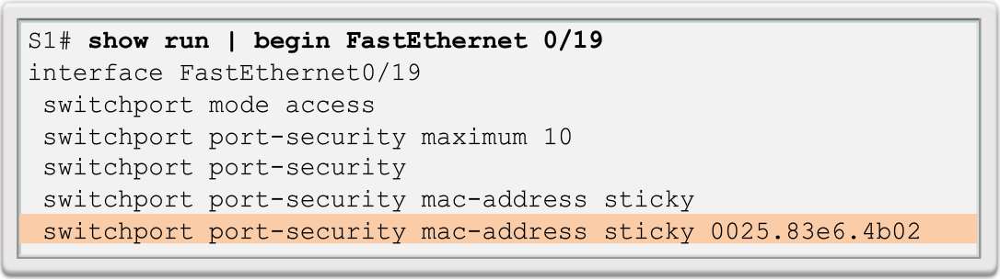 S1# show run | begin FastEthernet 0/19
interface FastEthernet0/19
 switchport mode access
 switchport port-security maximum 10
 switchport port-security
 switchport port-security mac-address sticky
 switchport port-security mac-address sticky 0025.83e6.4b02